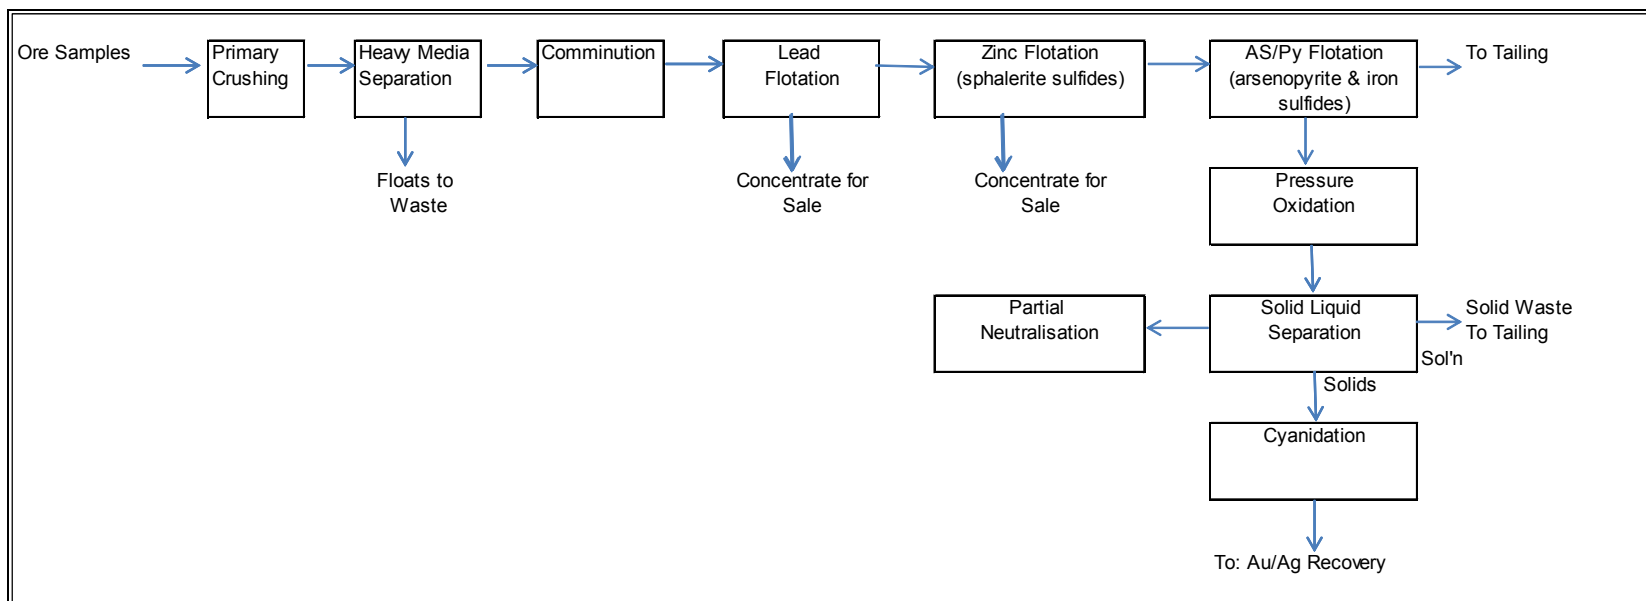 Ore Samples
Primary
Crushing
Heavy Media
Separation
Comminution
Lead
Flotation
Zinc Flotation
(sphalerite sulfides)
AS/Py Flotation
(arsenopyrite & iron
sulfides)
To Tailing
Floats to
Waste
Concentrate for
Sale
Concentrate for
Sale
Pressure
Oxidation
Partial
Neutralisation
Solid Liquid
Separation
Solid Waste
To Tailing
Sol'n
Solids
Cyanidation
To: Au/Ag Recovery